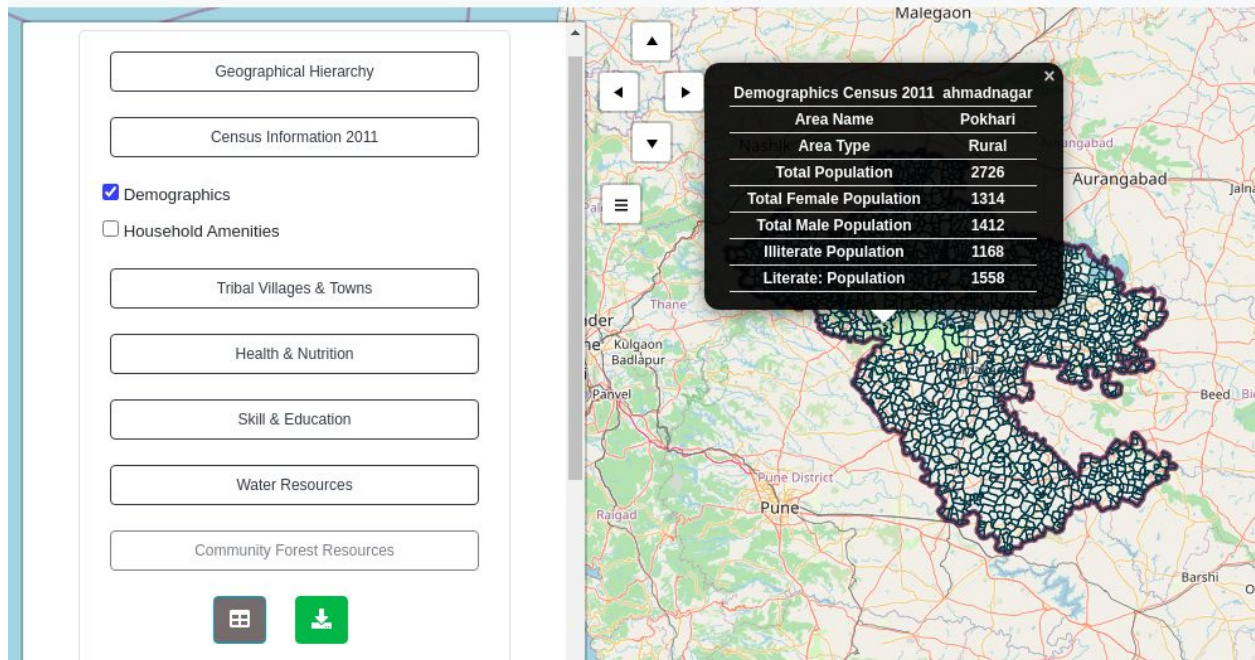 Geographical Hierarchy
Census Information 2011
Demographics
Household Amenities
Tribal Villages & Towns
Health & Nutrition
Skill & Education
Water Resources
Community Forest Resources
Malegaon
Demographics Census 2011 ahmadnagar
Area Name Pokhari
Area Type Rural
Total Population 2726
Total Female Population 1314
Total Male Population 1412
Illiterate Population 1168
Literate: Population 1558
Nashik
angabad
Aurangabad
Jalna
Thane
Kulgaon
Badlapur
Panvel
Beed
Pune District
Pune
Raigad
Barshi